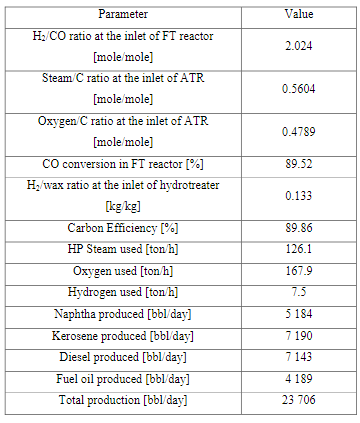 Parameter Value
H2/CO ratio at the inlet of FT reactor
[mole/mole]
2.024
Steam/C ratio at the inlet of ATR
[mole/mole]
0.5604
Oxygen/C ratio at the inlet of ATR
[mole/mole]
0.4789
CO conversion in FT reactor [%] 89.52
H2/wax ratio at the inlet of hydrotreater
[kg/kg]
0.133
Carbon Efficiency [%] 89.86
HP Steam used [ton/h] 126.1
Oxygen used [ton/h] 167.9
Hydrogen used [ton/h] 7.5
Naphtha produced [bbl/day] 5 184
Kerosene produced [bbl/day] 7 190
Diesel produced [bbl/day] 7 143
Fuel oil produced [bbl/day] 4 189
Total production [bbl/day] 23 706